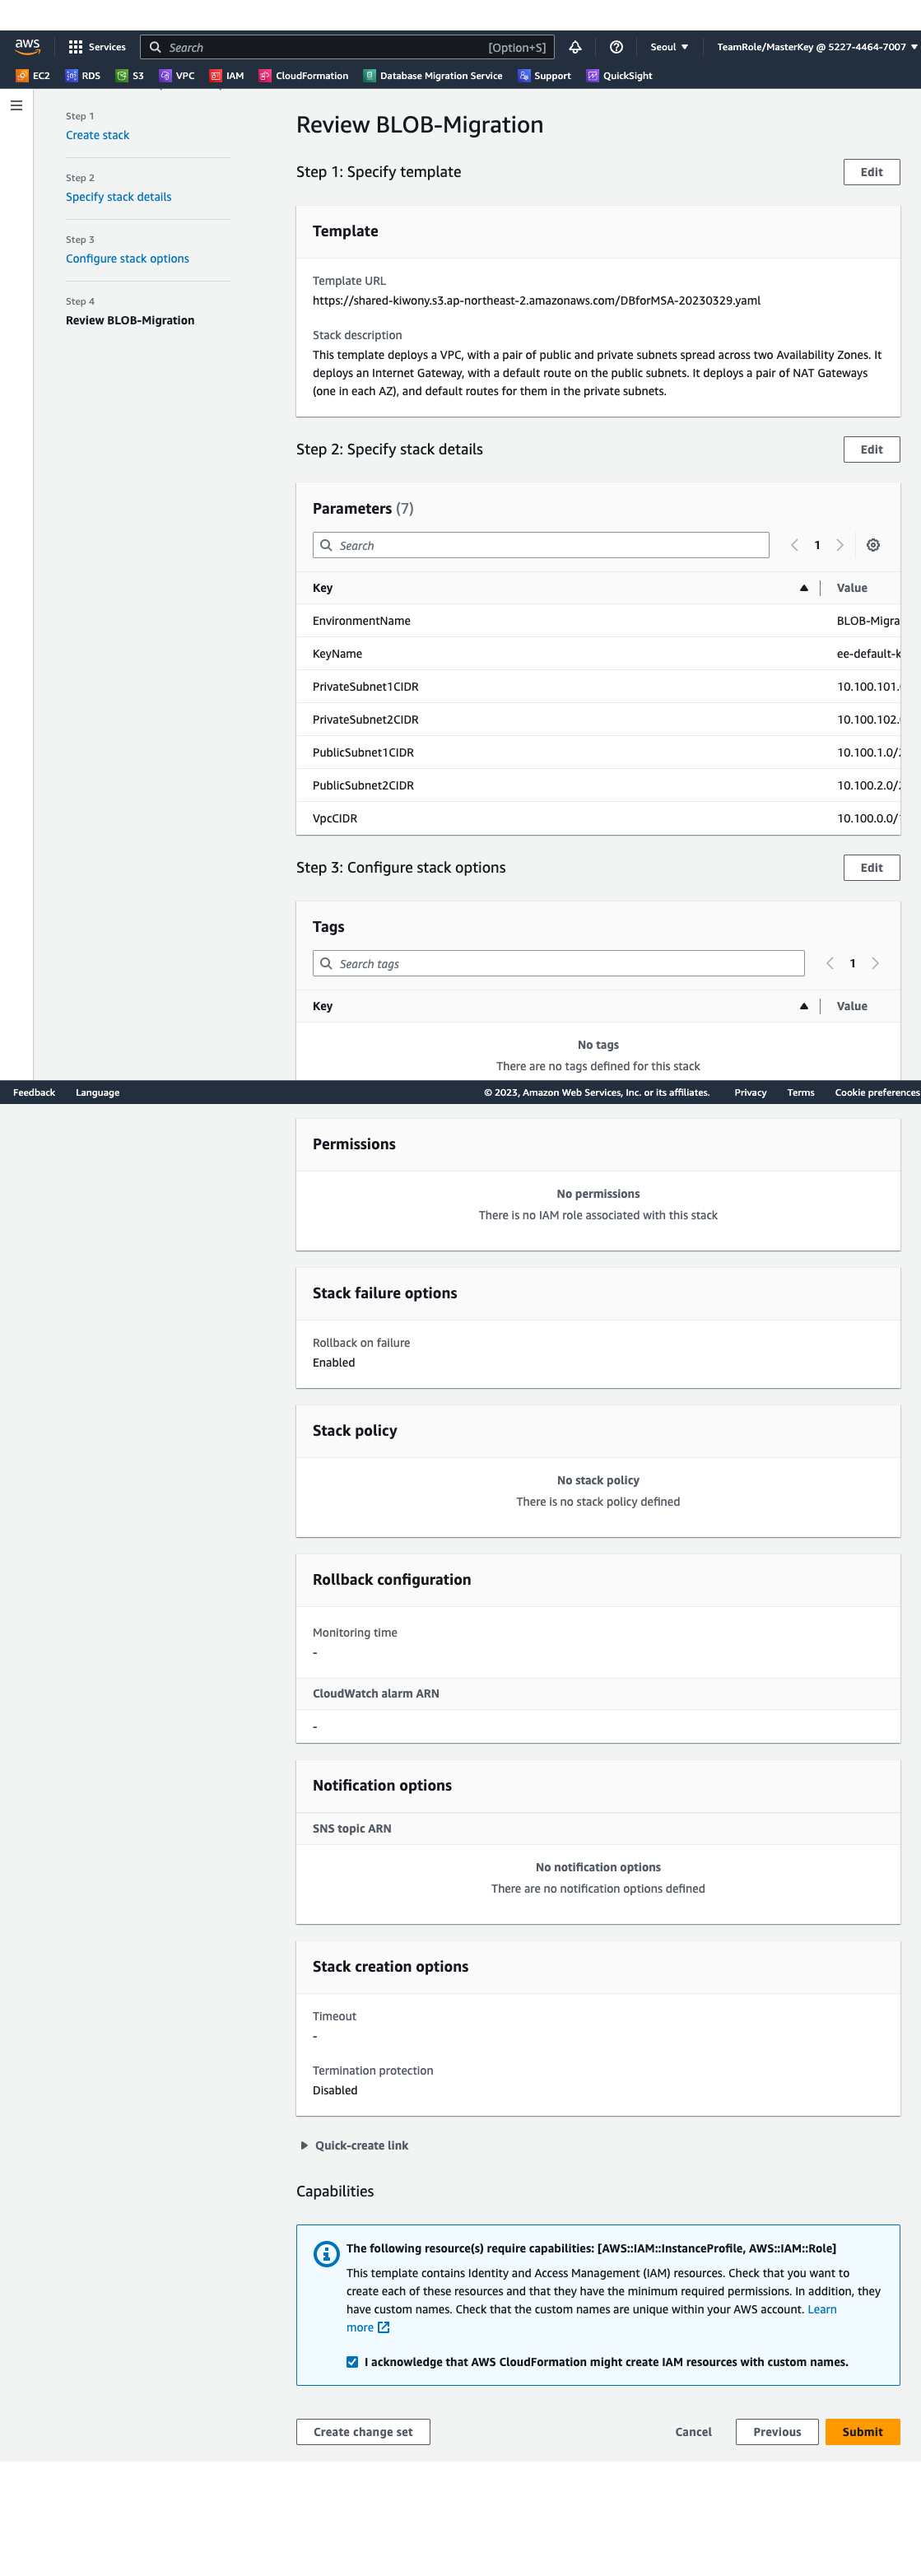 aws
Services
Search [Option+S]
Seoul
TeamRole/MasterKey @ 5227-4464-7007
EC2 RDS S3 VPC IAM CloudFormation Database Migration Service Support QuickSight
Step 1
Create stack
Step 2
Specify stack details
Step 3
Configure stack options
Step 4
Review BLOB-Migration
Review BLOB-Migration
Step 1: Specify template
Edit
Template
Template URL
https://shared-kiwony.s3.ap-northeast-2.amazonaws.com/DBforMSA-20230329.yaml
Stack description
This template deploys a VPC, with a pair of public and private subnets spread across two Availability Zones. It
deploys an Internet Gateway, with a default route on the public subnets. It deploys a pair of NAT Gateways
(one in each AZ), and default routes for them in the private subnets.
Step 2: Specify stack details
Edit
Parameters (7)
Search
1
Key Value
EnvironmentName BLOB-Migra
KeyName ee-default-k
PrivateSubnet1CIDR 10.100.101.
PrivateSubnet2CIDR 10.100.102.
PublicSubnet1CIDR 10.100.1.0/
PublicSubnet2CIDR 10.100.2.0/
VpcCIDR 10.100.0.0/
Step 3: Configure stack options
Edit
Tags
Search tags
1
Key Value
No tags
There are no tags defined for this stack
Feedback Language © 2023, Amazon Web Services, Inc. or its affiliates. Privacy Terms Cookie preferences
Permissions
No permissions
There is no IAM role associated with this stack
Stack failure options
Rollback on failure
Enabled
Stack policy
No stack policy
There is no stack policy defined
Rollback configuration
Monitoring time
-
CloudWatch alarm ARN
-
Notification options
SNS topic ARN
No notification options
There are no notification options defined
Stack creation options
Timeout
-
Termination protection
Disabled
Quick-create link
Capabilities
The following resource(s) require capabilities: [AWS::IAM::InstanceProfile, AWS::IAM::Role]
This template contains Identity and Access Management (IAM) resources. Check that you want to
create each of these resources and that they have the minimum required permissions. In addition, they
have custom names. Check that the custom names are unique within your AWS account. Learn
more
I acknowledge that AWS CloudFormation might create IAM resources with custom names.
Create change set
Cancel
Previous
Submit